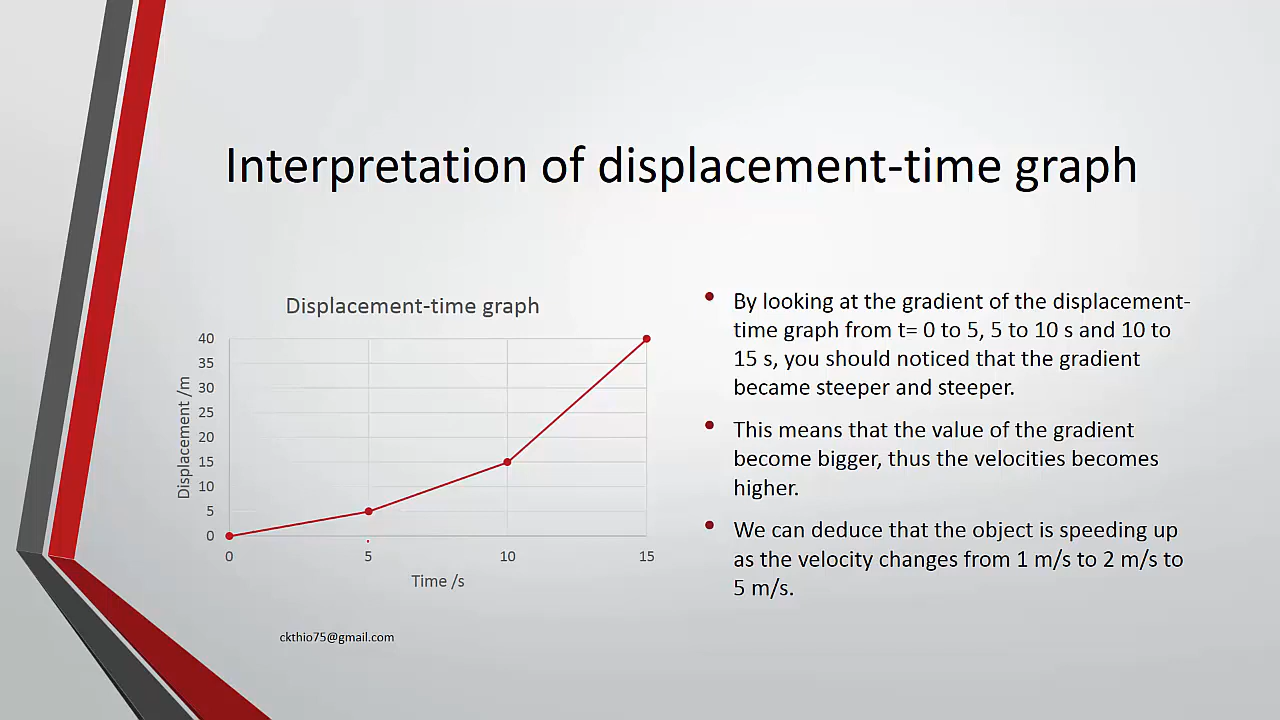 Interpretation of displacement-time graph
Displacement-time graph
40
35
30
25
20
15
10
5
0
Displacement /m
0 5 10 15
Time /s
• By looking at the gradient of the displacement-
time graph from t= 0 to 5, 5 to 10 s and 10 to
15 s, you should noticed that the gradient
became steeper and steeper.
• This means that the value of the gradient
become bigger, thus the velocities becomes
higher.
• We can deduce that the object is speeding up
as the velocity changes from 1 m/s to 2 m/s to
5 m/s.
ckthio75@gmail.com